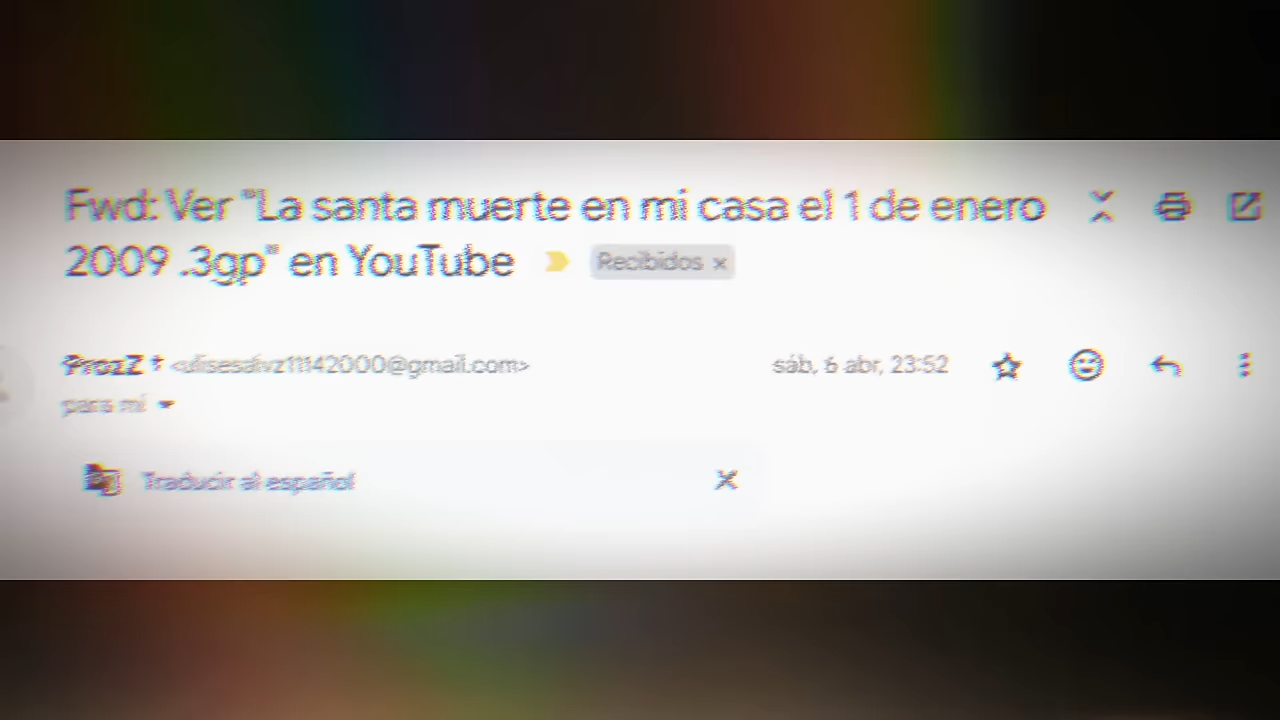 Fwd: Ver "La santa muerte en mi casa el 1 de enero
2009 .3gp" en YouTube Recibidos ×
ProzZ † sáb, 6 abr, 23:52
para mí
Traducir al español ×